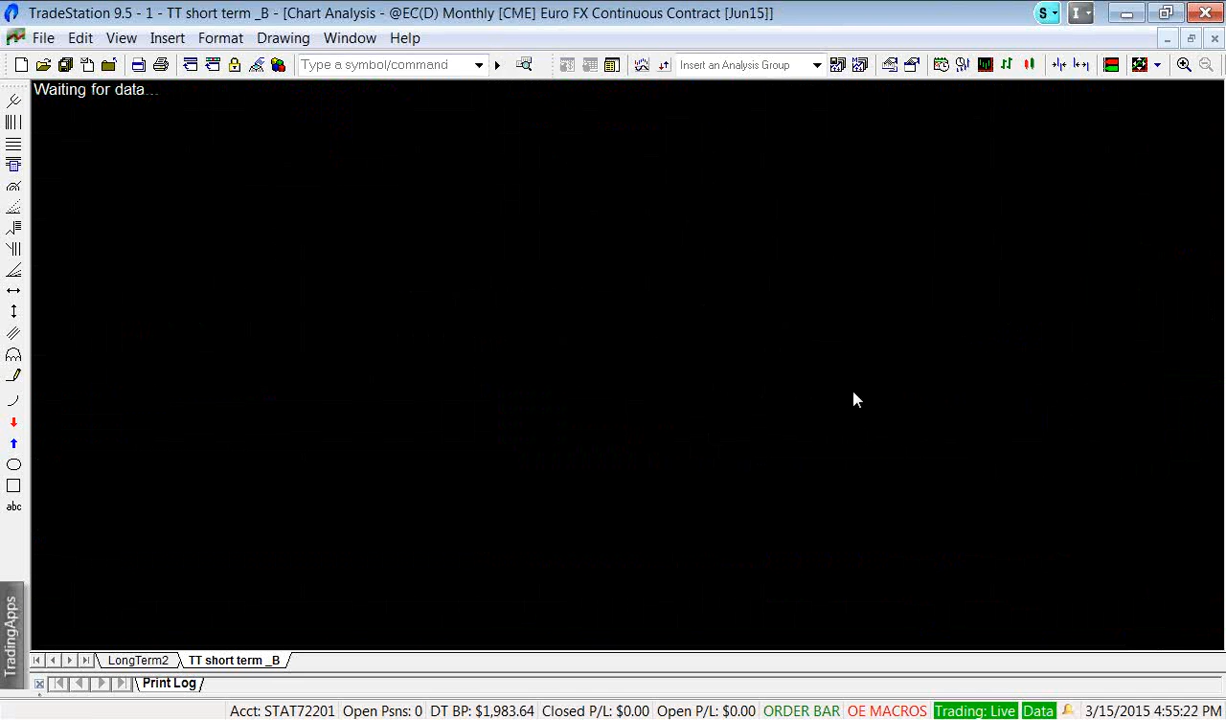 TradeStation 9.5 - 1 - TT short term _B - [Chart Analysis - @EC(D) Monthly [CME] Euro FX Continuous Contract [Jun15]]
S
I
File Edit View Insert Format Drawing Window Help
Type a symbol/command
Insert an Analysis Group
Waiting for data...
abc
TradingApps
LongTerm2 TT short term _B
Print Log
Acct: STAT72201 Open Psns: 0 DT BP: $1,983.64 Closed P/L: $0.00 Open P/L: $0.00 ORDER BAR OE MACROS Trading: Live Data 3/15/2015 4:55:22 PM